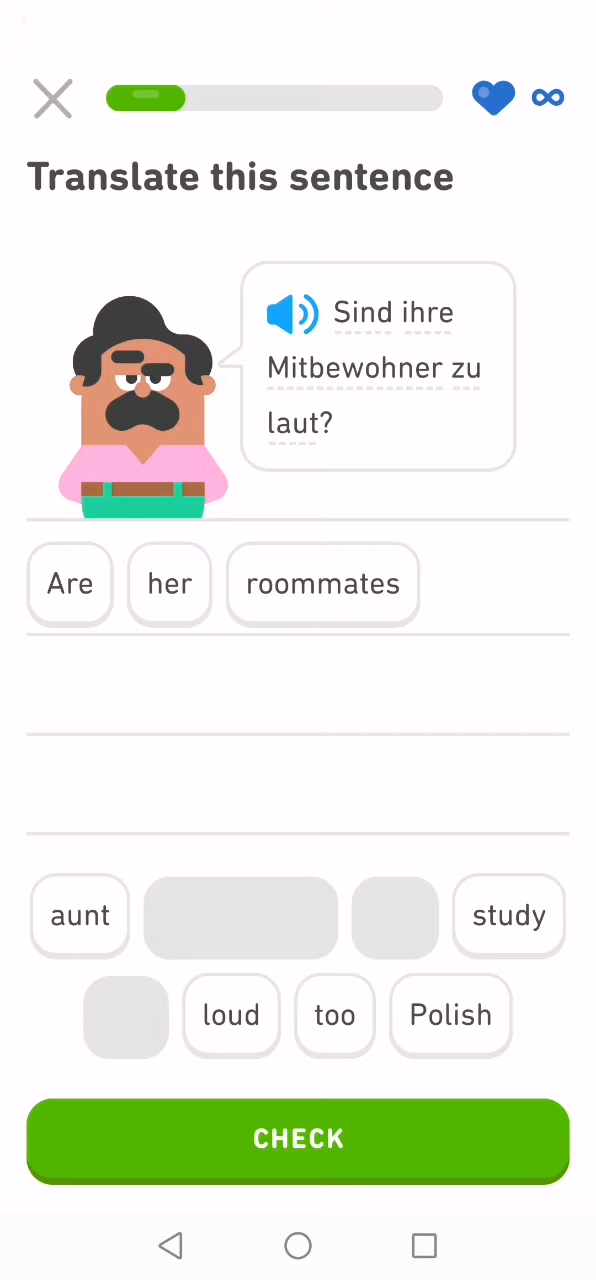 Translate this sentence
Sind ihre
Mitbewohner zu
laut?
Are her roommates
aunt study
loud too Polish
CHECK